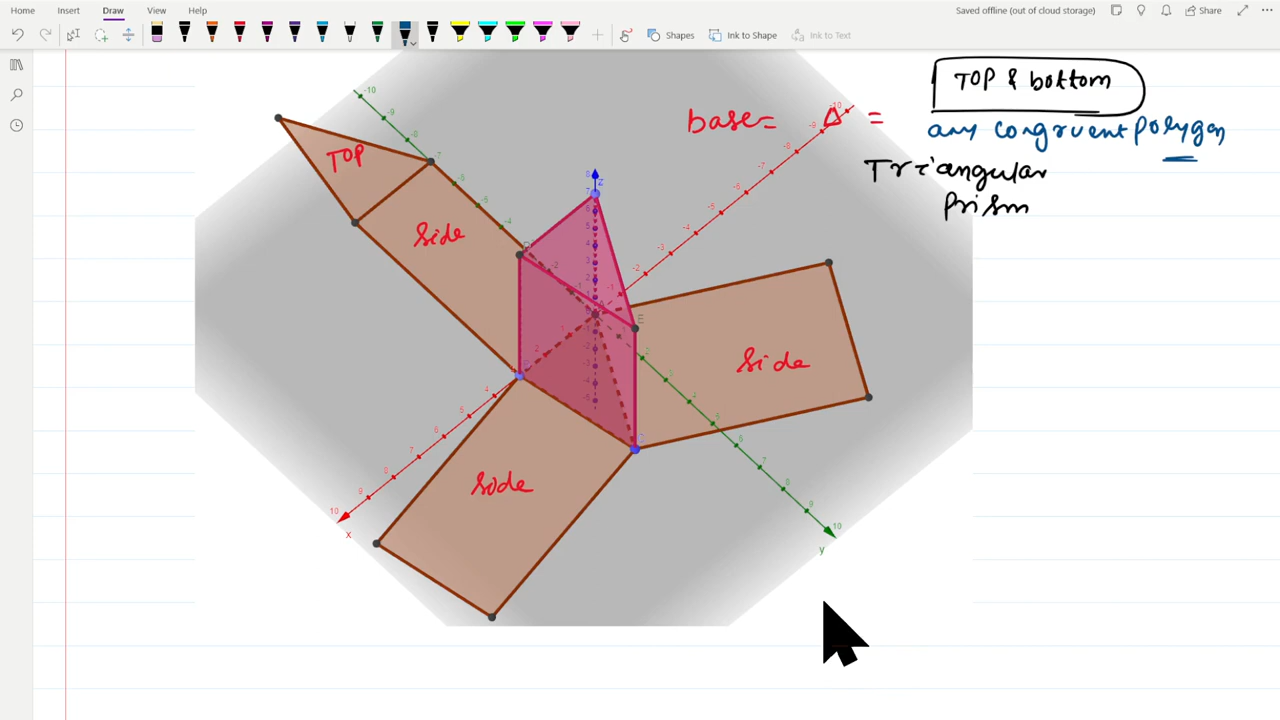 Home Insert Draw View Help
Saved offline (out of cloud storage)
Share
Shapes
Ink to Shape
Ink to Text
TOP & bottom
base= Δ =
any congruent polygon
Triangular
Prism
TOP
Side
Side
Side
z
x
y
E